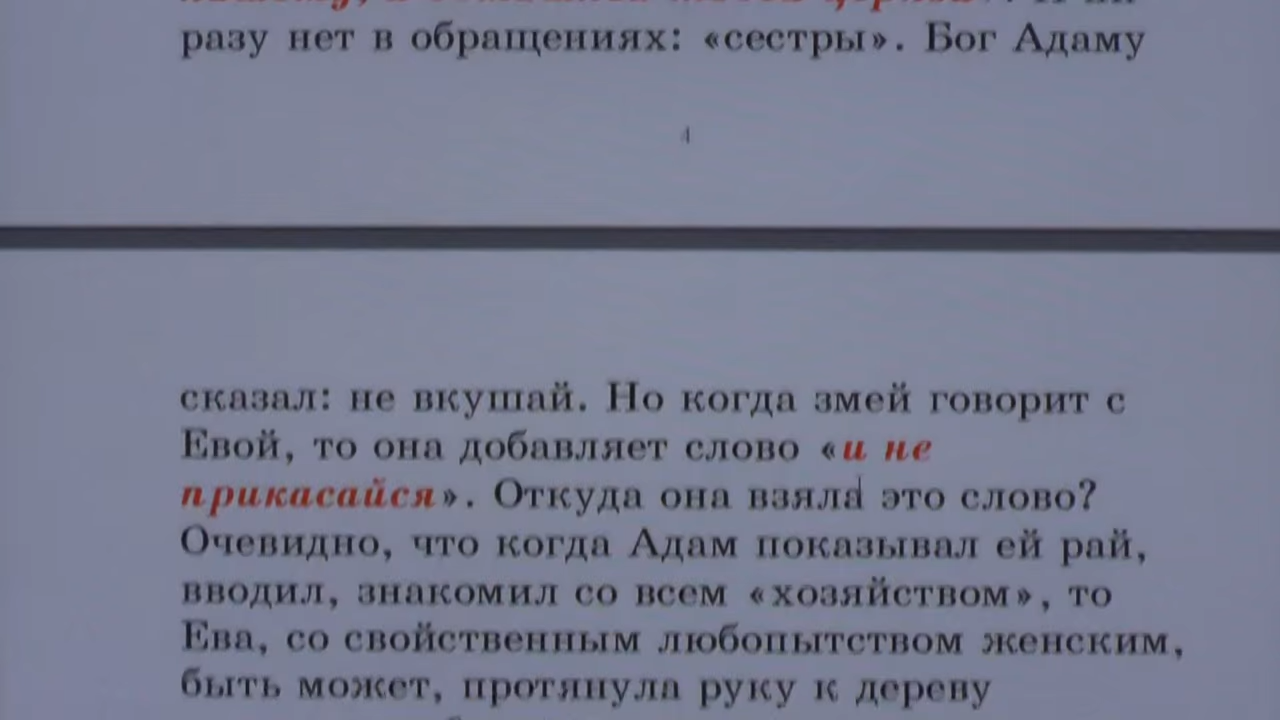 разу нет в обращениях: «сестры». Бог Адаму
4
сказал: не вкушай. Но когда змей говорит с
Евой, то она добавляет слово «и не
прикасайся». Откуда она взяла это слово?
Очевидно, что когда Адам показывал ей рай,
вводил, знакомил со всем «хозяйством», то
Ева, со свойственным любопытством женским,
быть может, протянула руку к дереву